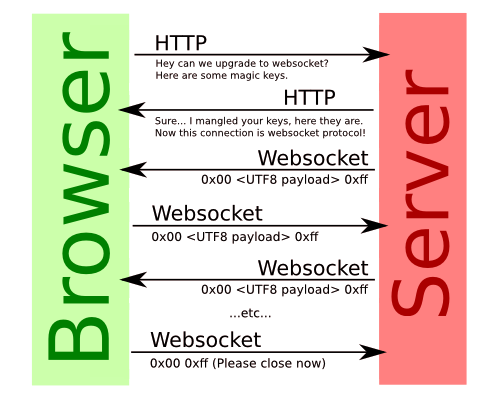 Browser
Server
HTTP
Hey can we upgrade to websocket?
Here are some magic keys.
HTTP
Sure... I mangled your keys, here they are.
Now this connection is websocket protocol!
Websocket
0x00 <UTF8 payload> 0xff
Websocket
0x00 <UTF8 payload> 0xff
Websocket
0x00 <UTF8 payload> 0xff
...etc...
Websocket
0x00 0xff (Please close now)